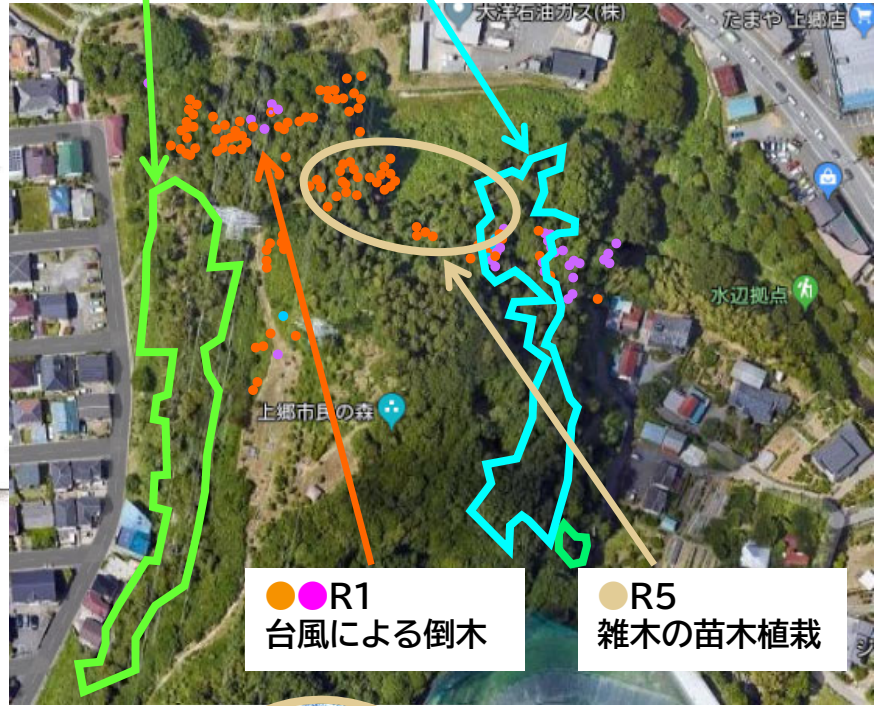 大洋石油ガス(株)
たまや 上郷店
水辺拠点
上郷市民の森
●●R1
台風による倒木
●R5
雑木の苗木植栽